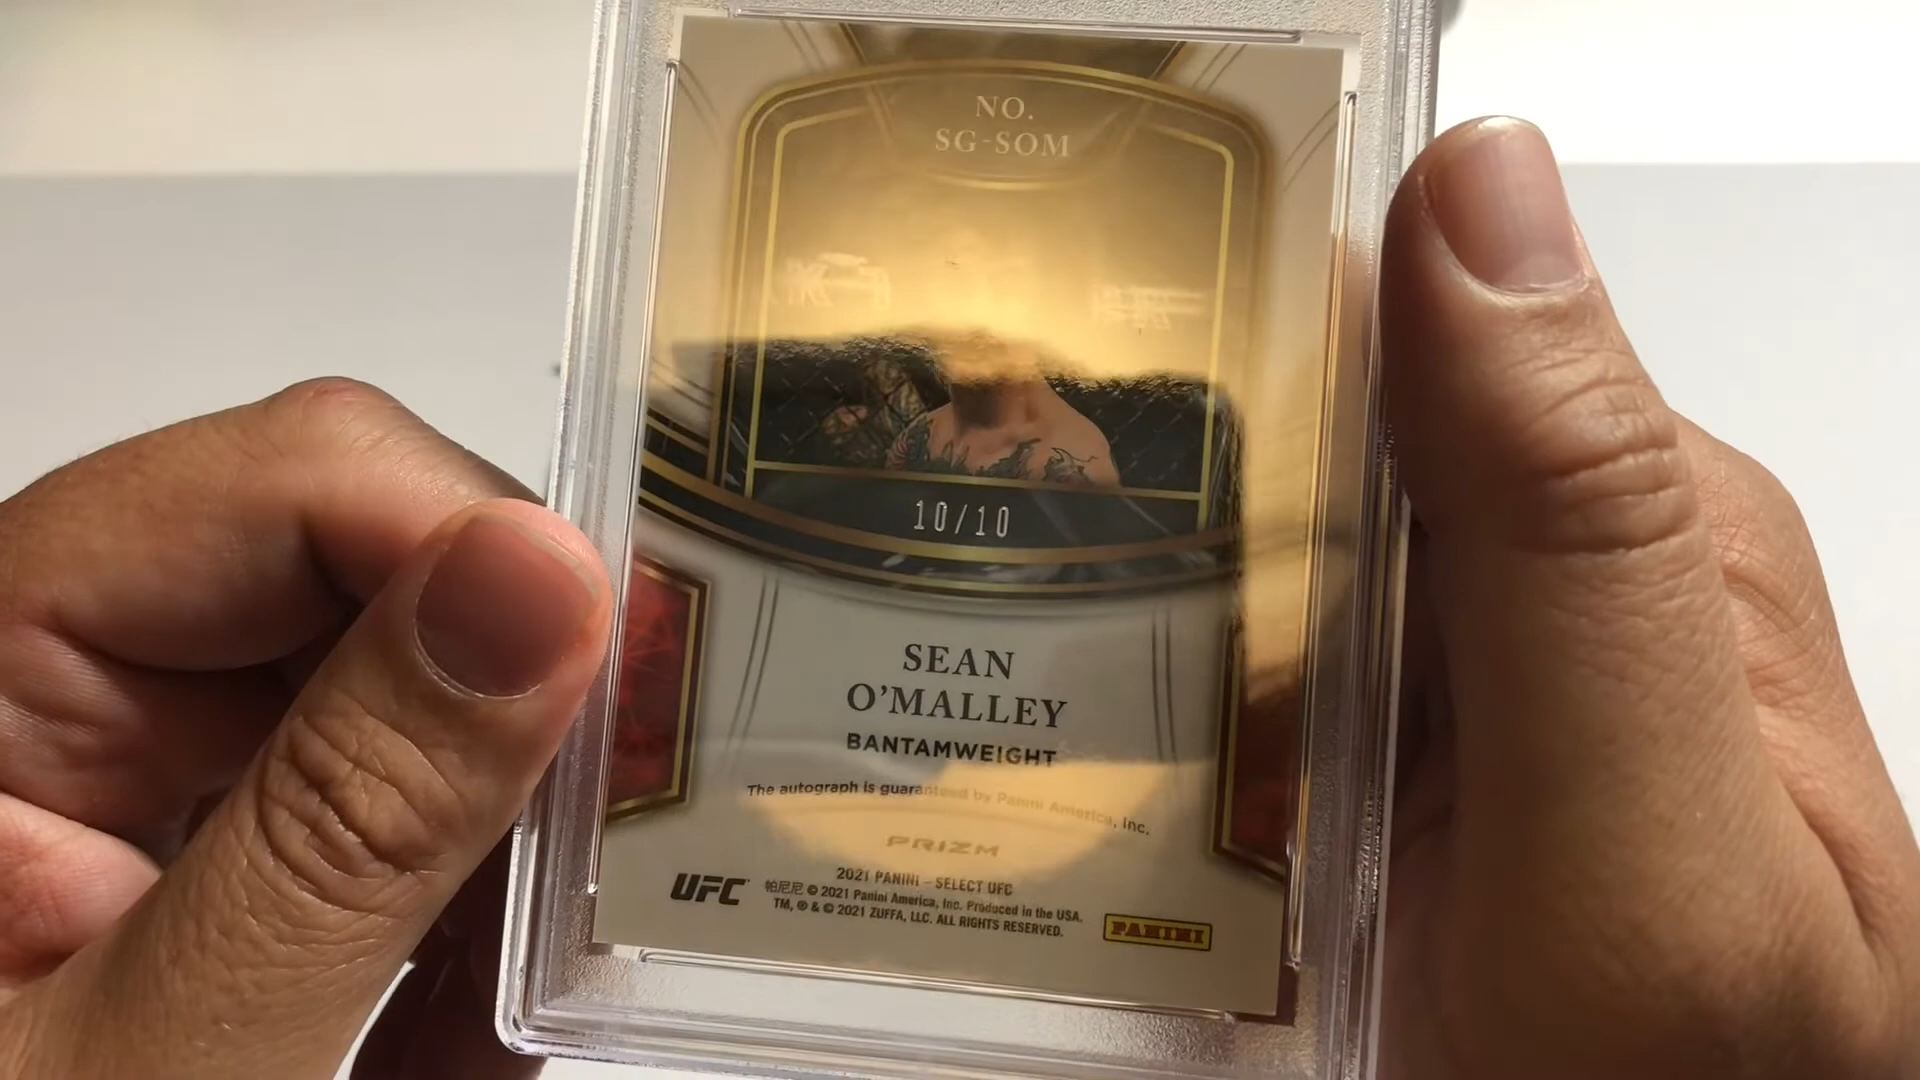 NO.
SG-SOM
10/10
SEAN
O'MALLEY
BANTAMWEIGHT
The autograph is guaranteed by Panini America, Inc.
PRIZM
2021 PANINI - SELECT UFC
UFC 帕尼尼 © 2021 Panini America, Inc. Produced in the USA.
TM, ® & © 2021 ZUFFA, LLC. ALL RIGHTS RESERVED.
PANINI